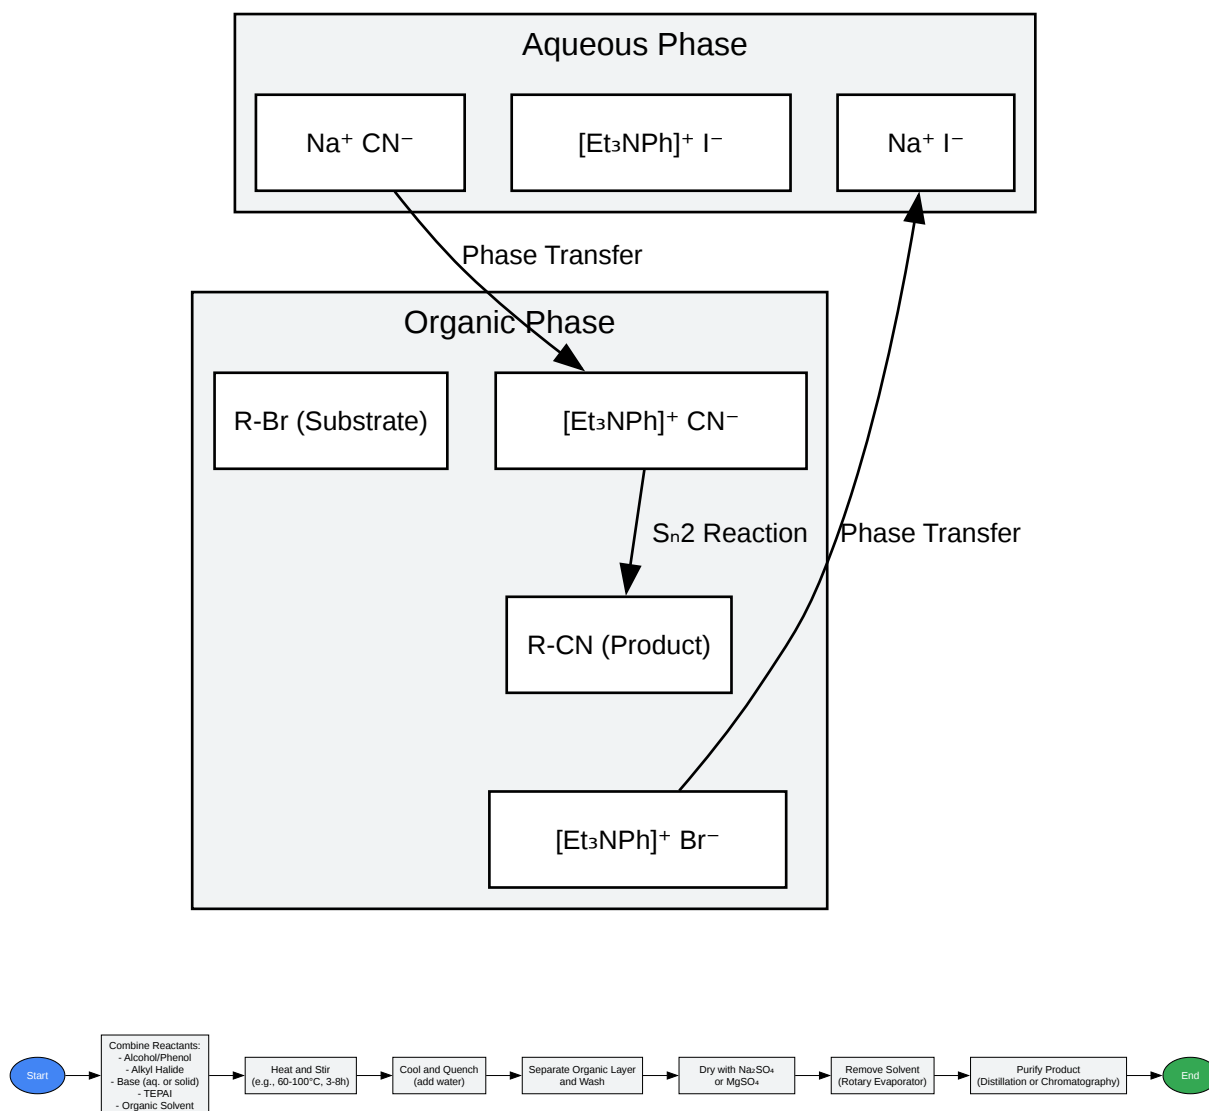 Aqueous Phase
Na⁺ CN⁻
[Et₃NPh]⁺ I⁻
Na⁺ I⁻
Phase Transfer
Organic Phase
R-Br (Substrate)
[Et₃NPh]⁺ CN⁻
Sₙ2 Reaction
Phase Transfer
R-CN (Product)
[Et₃NPh]⁺ Br⁻
Start
Combine Reactants:
- Alcohol/Phenol
- Alkyl Halide
- Base (aq. or solid)
- TEPAI
- Organic Solvent
Heat and Stir
(e.g., 60-100°C, 3-8h)
Cool and Quench
(add water)
Separate Organic Layer
and Wash
Dry with Na₂SO₄
or MgSO₄
Remove Solvent
(Rotary Evaporator)
Purify Product
(Distillation or Chromatography)
End